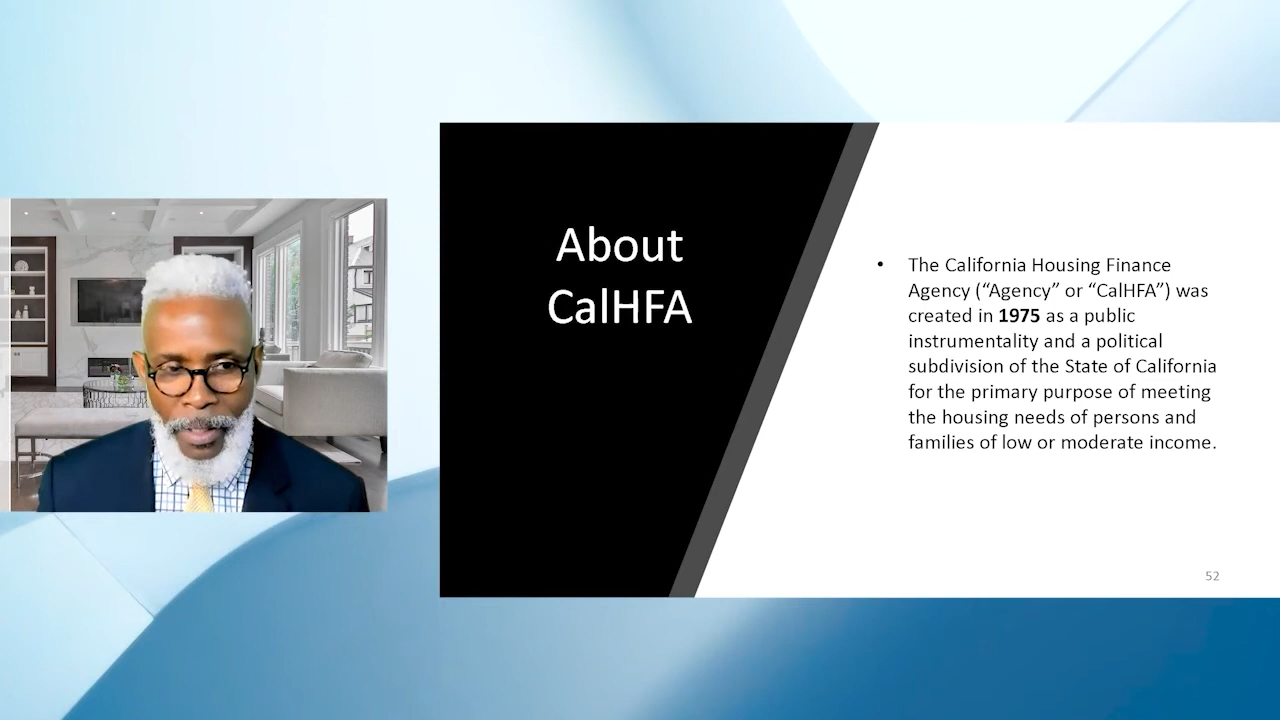 About
CalHFA
• The California Housing Finance
Agency (“Agency” or “CalHFA”) was
created in 1975 as a public
instrumentality and a political
subdivision of the State of California
for the primary purpose of meeting
the housing needs of persons and
families of low or moderate income.
52